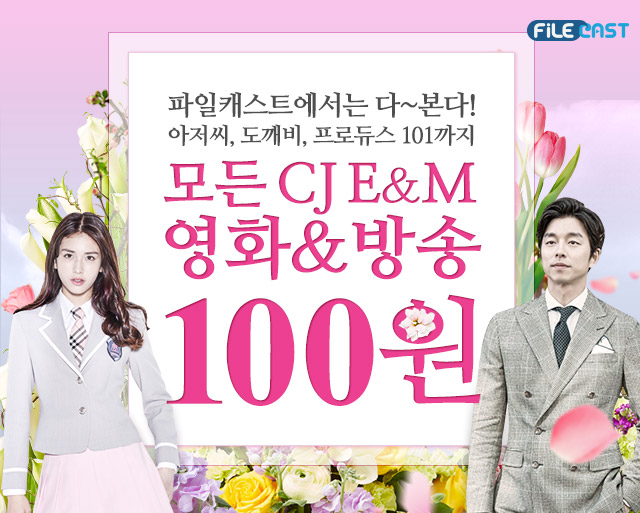 FiLECAST
파일캐스트에서는 다~본다!
아저씨, 도깨비, 프로듀스 101까지
모든 CJ E&M
영화&방송
100원